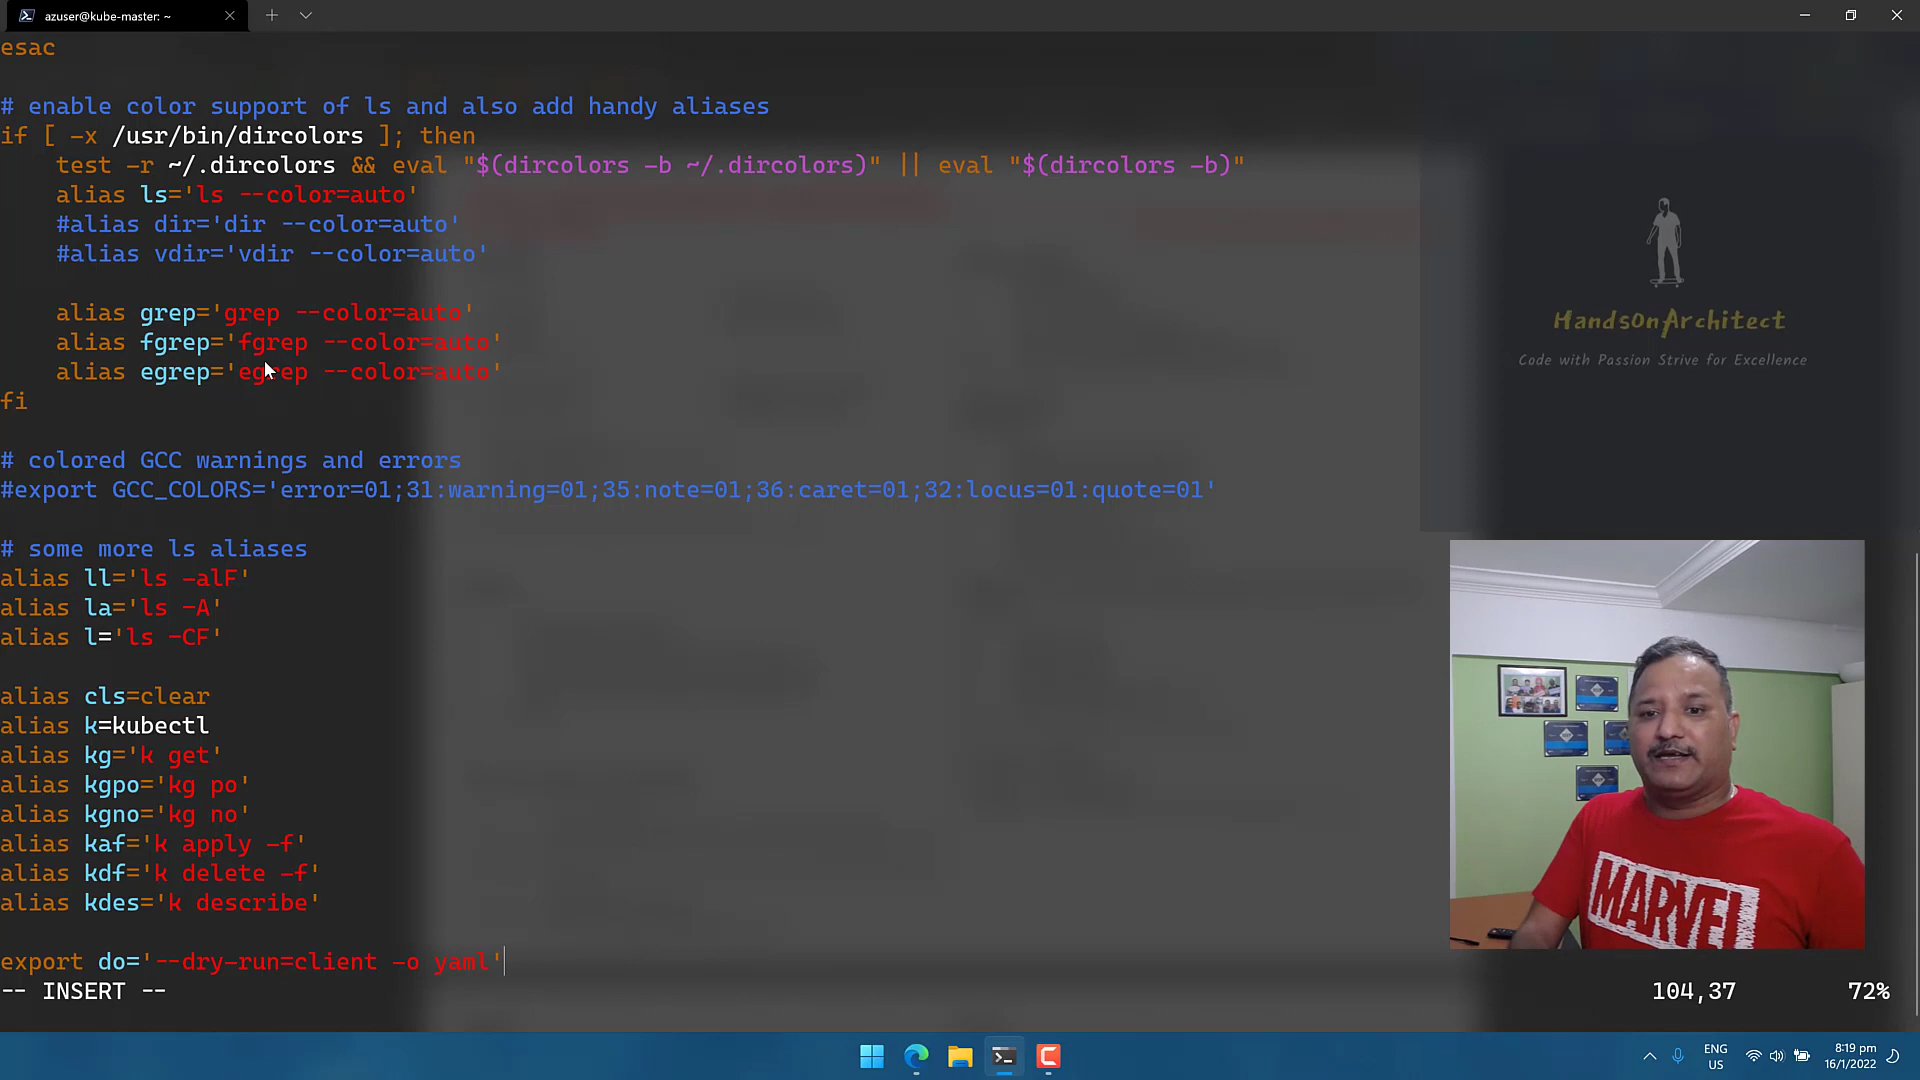 azuser@kube-master: ~
esac
# enable color support of ls and also add handy aliases
if [ -x /usr/bin/dircolors ]; then
    test -r ~/.dircolors && eval "$(dircolors -b ~/.dircolors)" || eval "$(dircolors -b)"
    alias ls='ls --color=auto'
    #alias dir='dir --color=auto'
    #alias vdir='vdir --color=auto'
    alias grep='grep --color=auto'
    alias fgrep='fgrep --color=auto'
    alias egrep='egrep --color=auto'
fi
# colored GCC warnings and errors
#export GCC_COLORS='error=01;31:warning=01;35:note=01;36:caret=01;32:locus=01:quote=01'
# some more ls aliases
alias ll='ls -alF'
alias la='ls -A'
alias l='ls -CF'
alias cls=clear
alias k=kubectl
alias kg='k get'
alias kgpo='kg po'
alias kgno='kg no'
alias kaf='k apply -f'
alias kdf='k delete -f'
alias kdes='k describe'
export do='--dry-run=client -o yaml'
-- INSERT --
104,37
72%
HandsOnArchitect
Code with Passion Strive for Excellence
MARVEL
ENG
US
8:19 pm
16/1/2022